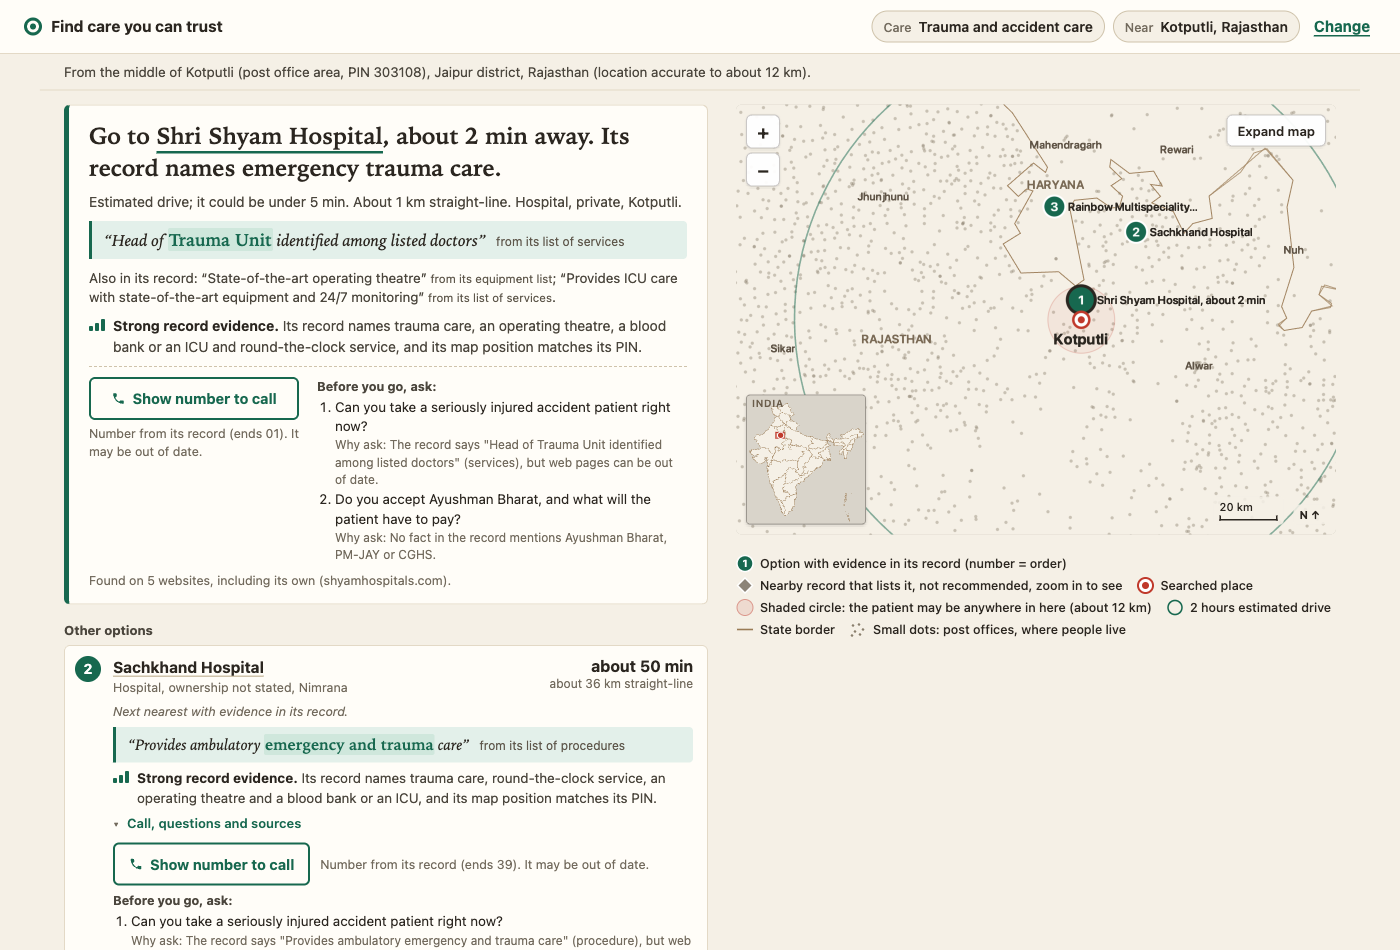 Find care you can trust
Care Trauma and accident care
Near Kotputli, Rajasthan
Change
From the middle of Kotputli (post office area, PIN 303108), Jaipur district, Rajasthan (location accurate to about 12 km).
Go to Shri Shyam Hospital, about 2 min away. Its
record names emergency trauma care.
Estimated drive; it could be under 5 min. About 1 km straight-line. Hospital, private, Kotputli.
“Head of Trauma Unit identified among listed doctors” from its list of services
Also in its record: “State-of-the-art operating theatre” from its equipment list; “Provides ICU care
with state-of-the-art equipment and 24/7 monitoring” from its list of services.
Strong record evidence. Its record names trauma care, an operating theatre, a blood
bank or an ICU and round-the-clock service, and its map position matches its PIN.
Show number to call
Number from its record (ends 01). It
may be out of date.
Before you go, ask:
1. Can you take a seriously injured accident patient right
now?
Why ask: The record says "Head of Trauma Unit identified
among listed doctors" (services), but web pages can be out
of date.
2. Do you accept Ayushman Bharat, and what will the
patient have to pay?
Why ask: No fact in the record mentions Ayushman Bharat,
PM-JAY or CGHS.
Found on 5 websites, including its own (shyamhospitals.com).
Other options
2
Sachkhand Hospital
about 50 min
Hospital, ownership not stated, Nimrana
about 36 km straight-line
Next nearest with evidence in its record.
“Provides ambulatory emergency and trauma care” from its list of procedures
Strong record evidence. Its record names trauma care, round-the-clock service, an
operating theatre and a blood bank or an ICU, and its map position matches its PIN.
Call, questions and sources
Show number to call
Number from its record (ends 39). It may be out of date.
Before you go, ask:
1. Can you take a seriously injured accident patient right now?
Why ask: The record says "Provides ambulatory emergency and trauma care" (procedure), but web
+
−
Expand map
Mahendragarh
Rewari
HARYANA
Jhunjhunu
3 Rainbow Multispeciality...
2 Sachkhand Hospital
Nuh
1 Shri Shyam Hospital, about 2 min
Kotputli
RAJASTHAN
Sikar
Alwar
INDIA
20 km
N ↑
1 Option with evidence in its record (number = order)
Nearby record that lists it, not recommended, zoom in to see
Searched place
Shaded circle: the patient may be anywhere in here (about 12 km)
2 hours estimated drive
State border
Small dots: post offices, where people live